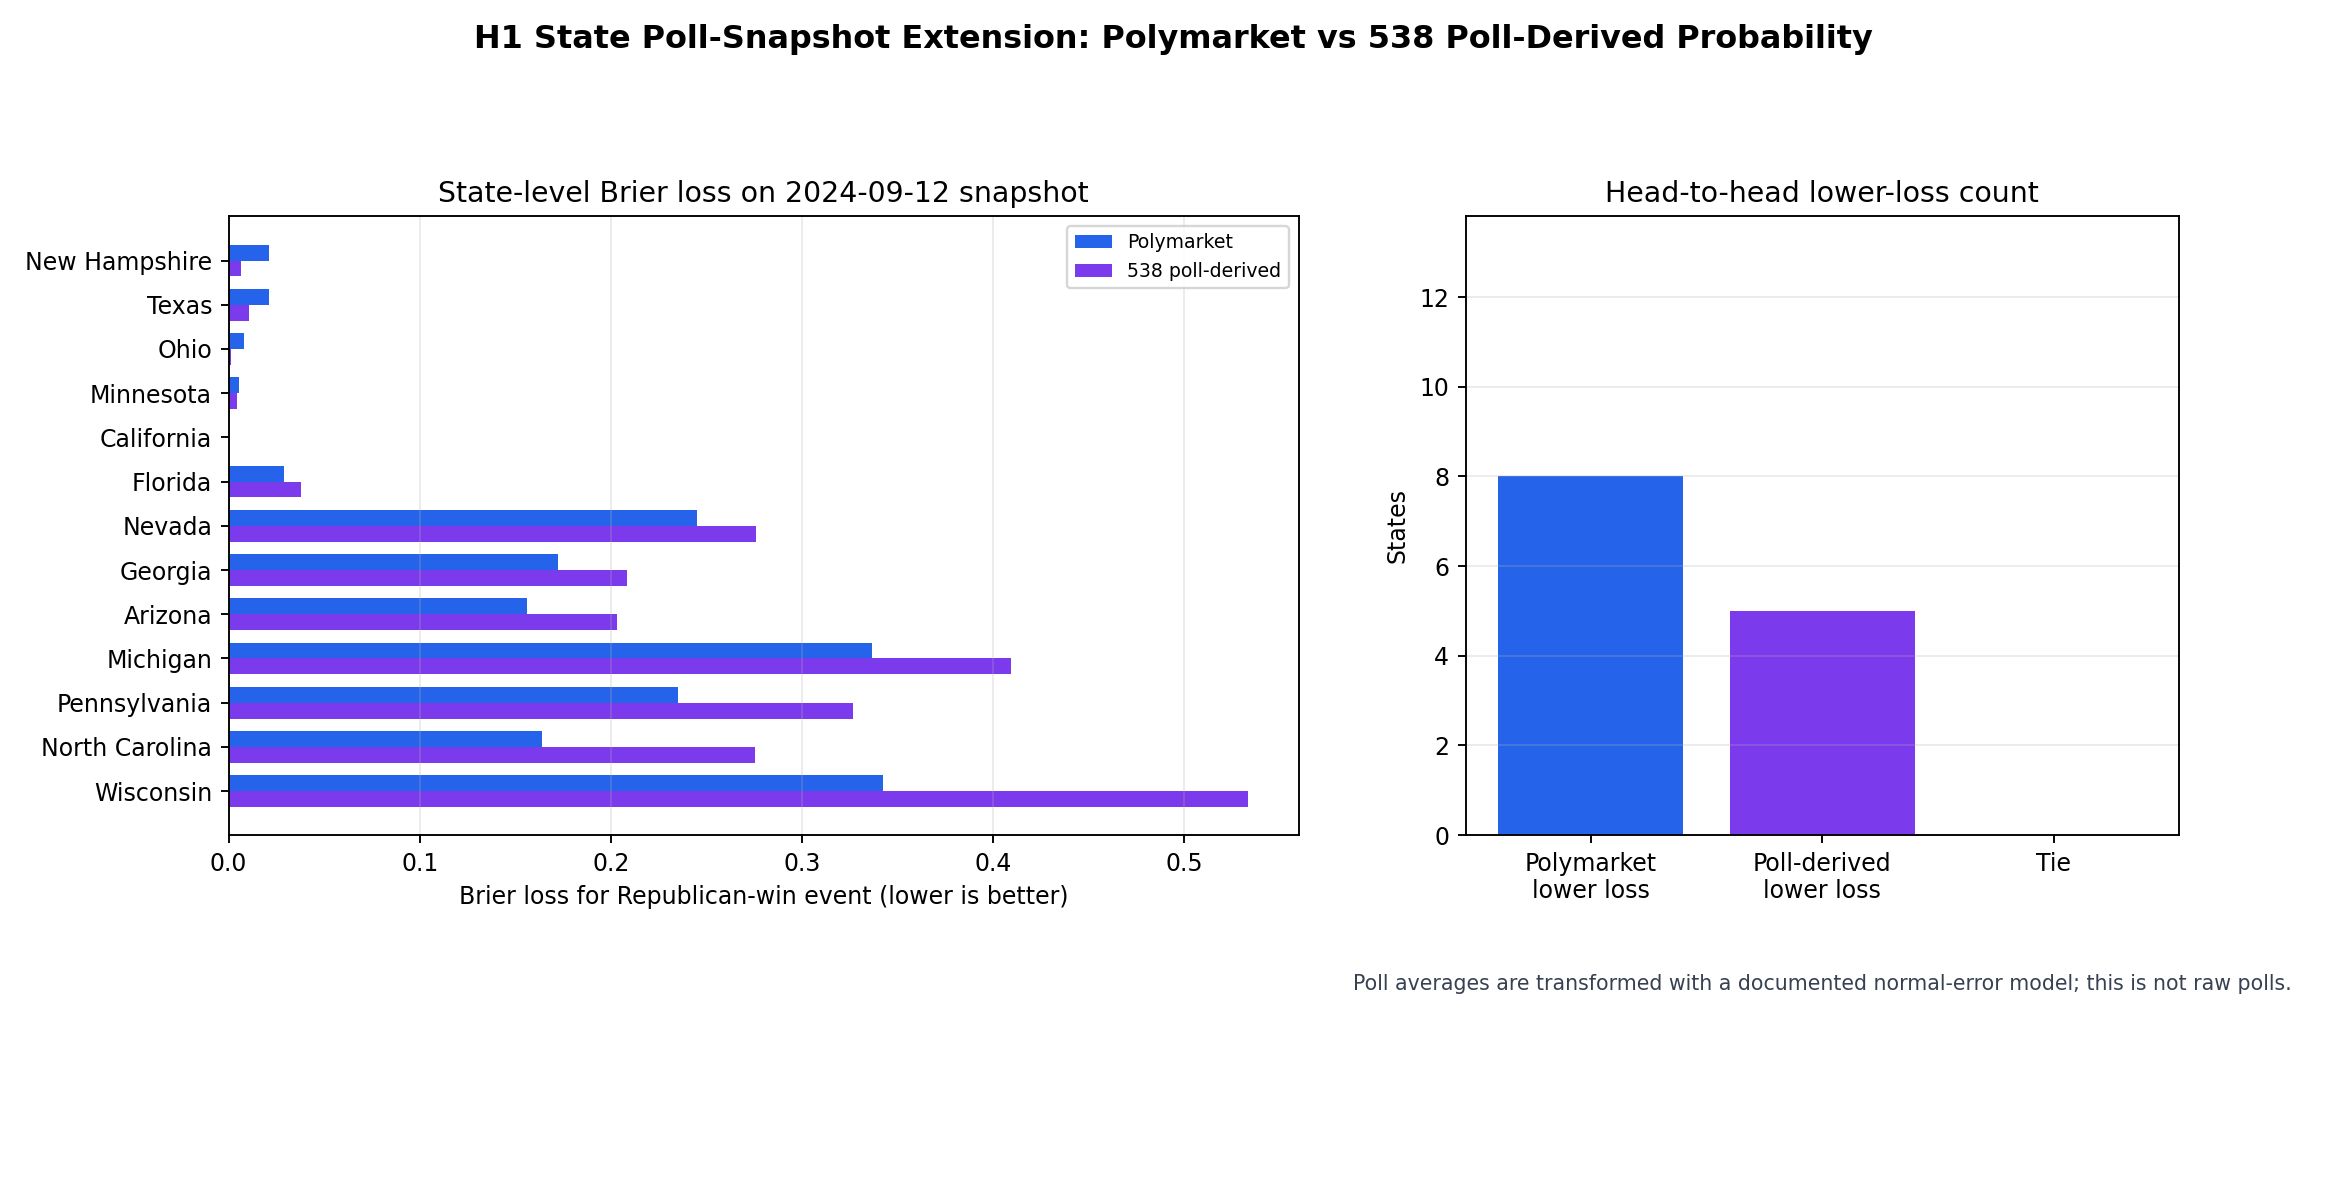 H1 State Poll-Snapshot Extension: Polymarket vs 538 Poll-Derived Probability
State-level Brier loss on 2024-09-12 snapshot
Polymarket
538 poll-derived
New Hampshire
Texas
Ohio
Minnesota
California
Florida
Nevada
Georgia
Arizona
Michigan
Pennsylvania
North Carolina
Wisconsin
0.0 0.1 0.2 0.3 0.4 0.5
Brier loss for Republican-win event (lower is better)
Head-to-head lower-loss count
States
12
10
8
6
4
2
0
Polymarket
lower loss
Poll-derived
lower loss
Tie
Poll averages are transformed with a documented normal-error model; this is not raw polls.